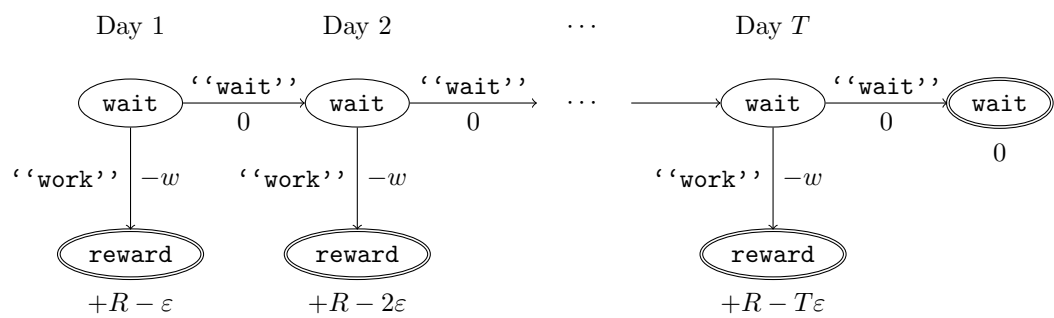 Day 1 Day 2 ⋯ Day T
‘‘wait’’ ‘‘wait’’ ‘‘wait’’
wait wait ⋯ wait wait
0 0 0 0
‘‘work’’ −w ‘‘work’’ −w ‘‘work’’ −w
reward reward reward
+R − ε +R − 2ε +R − Tε